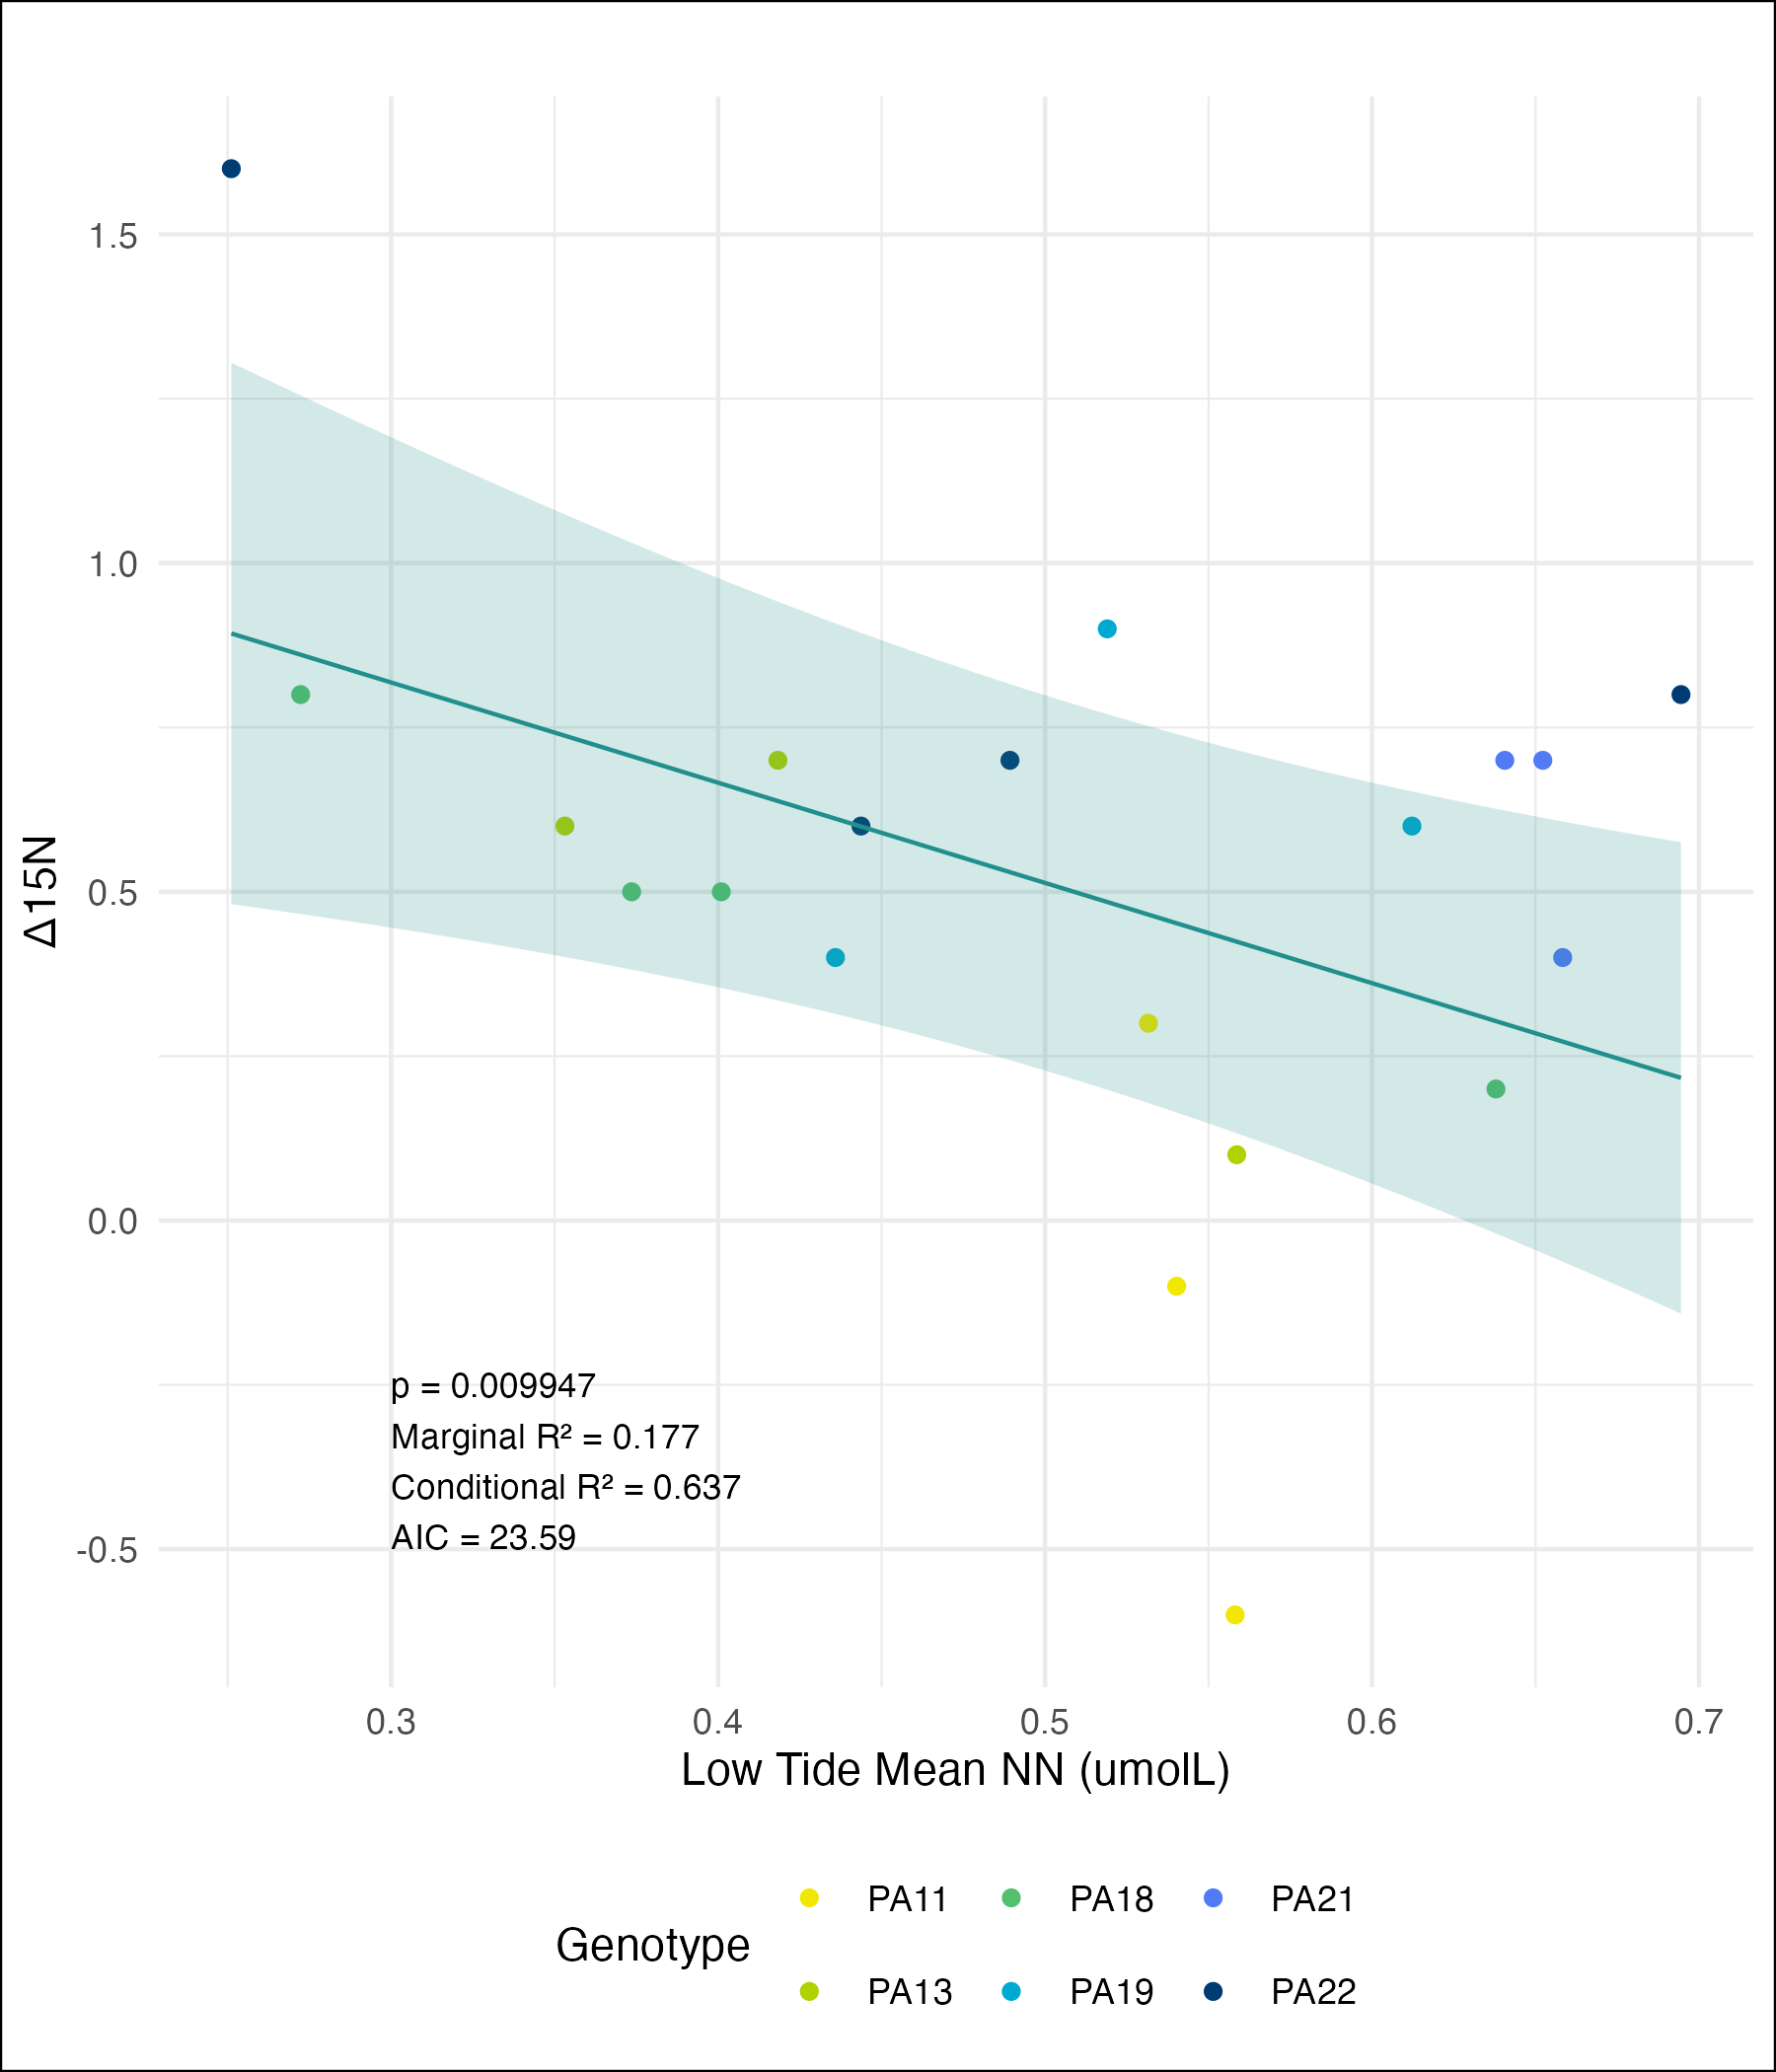 1.5
1.0
0.5
0.0
-0.5
Δ15N
p = 0.009947
Marginal R² = 0.177
Conditional R² = 0.637
AIC = 23.59
0.3 0.4 0.5 0.6 0.7
Low Tide Mean NN (umolL)
Genotype
PA11 PA18 PA21
PA13 PA19 PA22